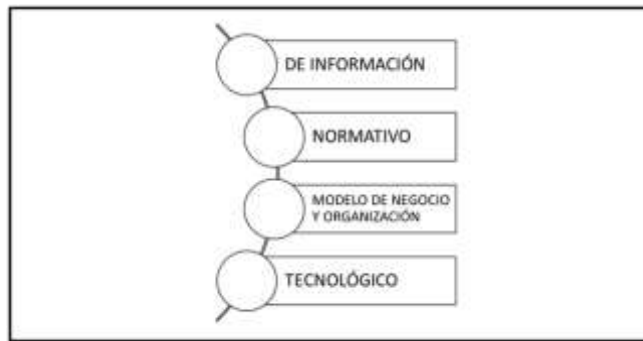 DE INFORMACIÓN
NORMATIVO
MODELO DE NEGOCIO
Y ORGANIZACIÓN
TECNOLÓGICO